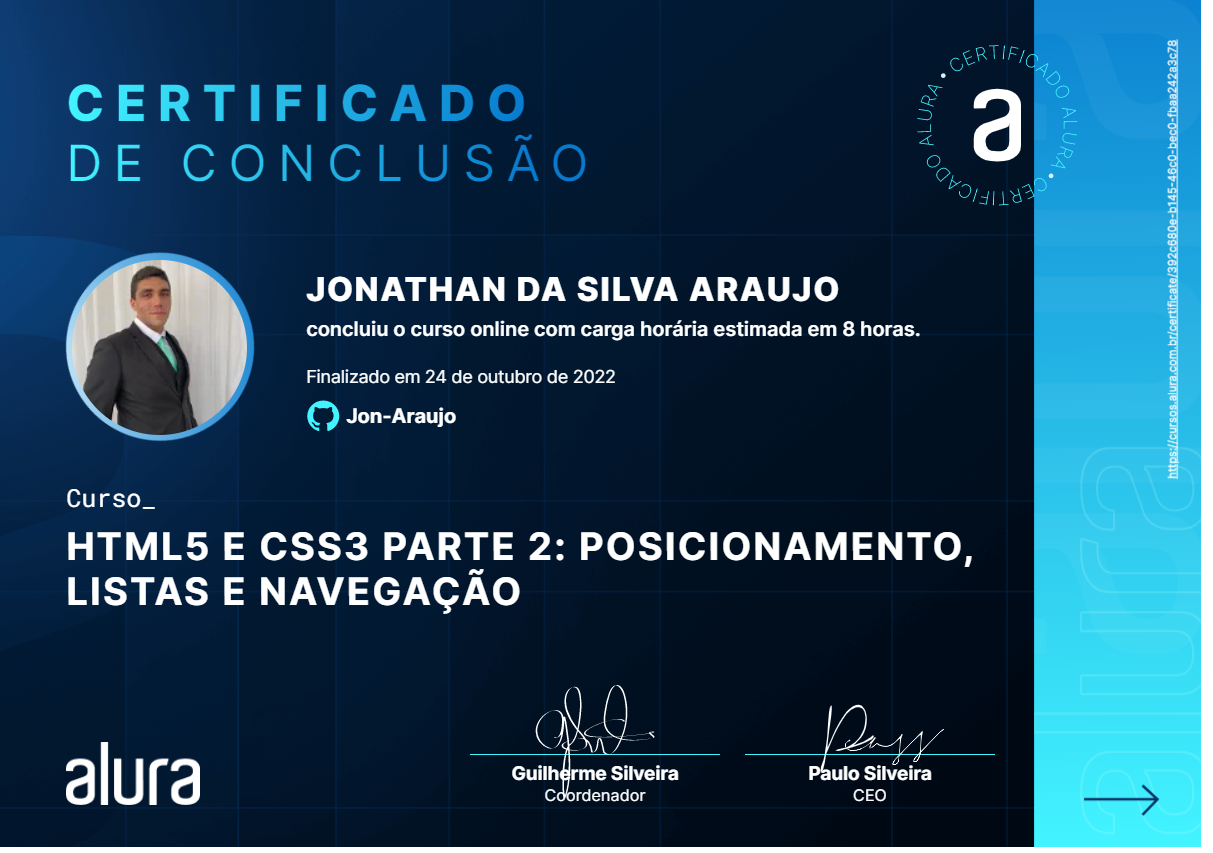 CERTIFICADO
DE CONCLUSÃO
CERTIFICADO ALURA • CERTIFICADO ALURA •
a
https://cursos.alura.com.br/certificate/392c680e-b145-46c0-bec0-fbaa242a3c78
JONATHAN DA SILVA ARAUJO
concluiu o curso online com carga horária estimada em 8 horas.
Finalizado em 24 de outubro de 2022
Jon-Araujo
Curso_
HTML5 E CSS3 PARTE 2: POSICIONAMENTO,
LISTAS E NAVEGAÇÃO
Guilherme Silveira
Coordenador
Paulo Silveira
CEO
alura
alura